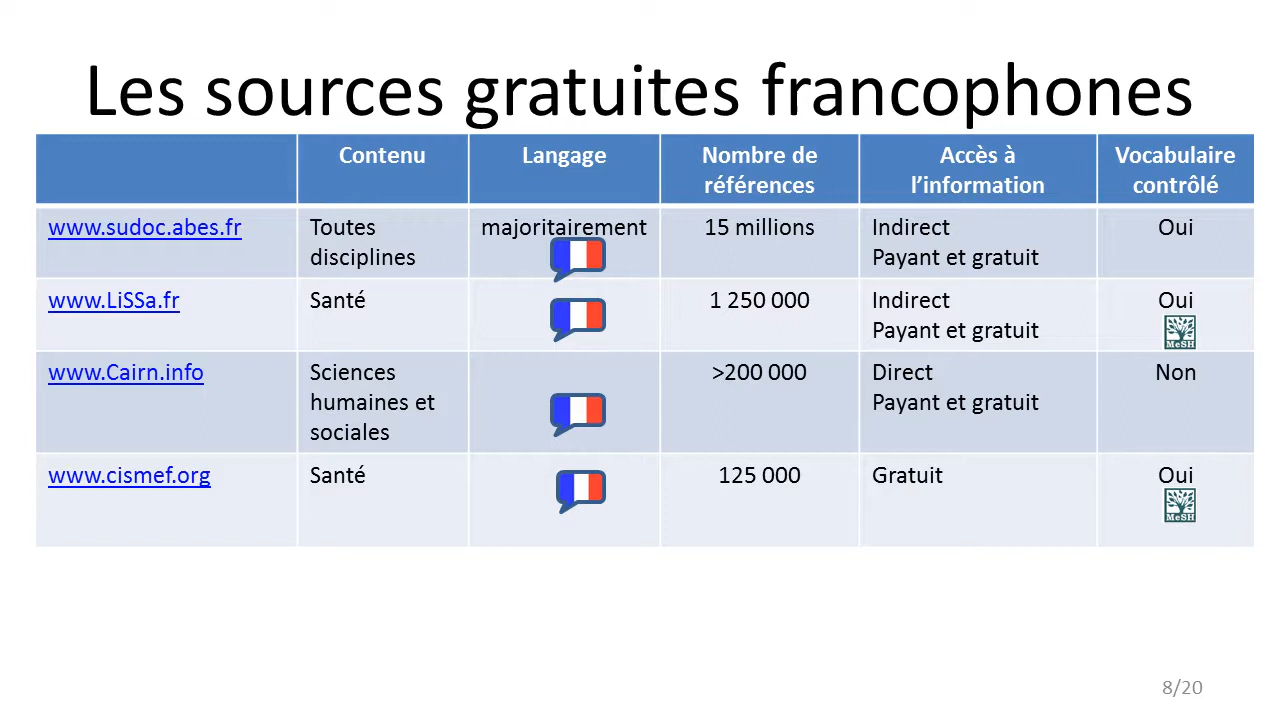 Les sources gratuites francophones
Contenu
Langage
Nombre de
références
Accès à
l’information
Vocabulaire
contrôlé
www.sudoc.abes.fr
Toutes
disciplines
majoritairement
15 millions
Indirect
Payant et gratuit
Oui
www.LiSSa.fr
Santé
1 250 000
Indirect
Payant et gratuit
Oui
MeSH
www.Cairn.info
Sciences
humaines et
sociales
>200 000
Direct
Payant et gratuit
Non
www.cismef.org
Santé
125 000
Gratuit
Oui
MeSH
8/20